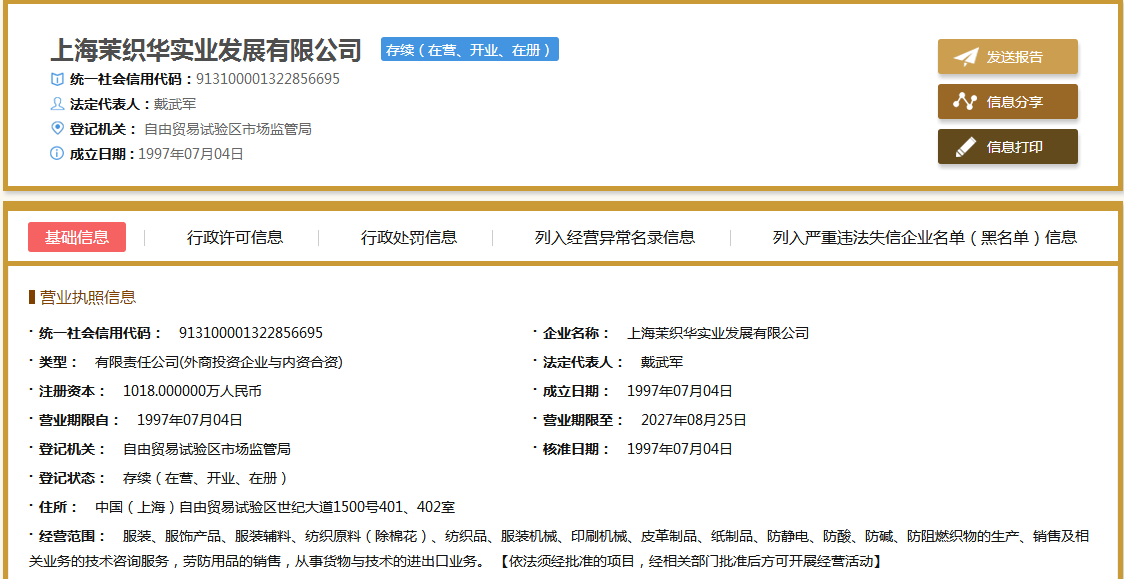 上海茉织华实业发展有限公司 存续（在营、开业、在册）
统一社会信用代码：913100001322856695
法定代表人：戴武军
登记机关： 自由贸易试验区市场监管局
成立日期：1997年07月04日
发送报告
信息分享
信息打印
基础信息 行政许可信息 行政处罚信息 列入经营异常名录信息 列入严重违法失信企业名单（黑名单）信息
营业执照信息
· 统一社会信用代码： 913100001322856695 · 企业名称： 上海茉织华实业发展有限公司
· 类型： 有限责任公司(外商投资企业与内资合资) · 法定代表人： 戴武军
· 注册资本： 1018.000000万人民币 · 成立日期： 1997年07月04日
· 营业期限自： 1997年07月04日 · 营业期限至： 2027年08月25日
· 登记机关： 自由贸易试验区市场监管局 · 核准日期： 1997年07月04日
· 登记状态： 存续（在营、开业、在册）
· 住所： 中国（上海）自由贸易试验区世纪大道1500号401、402室
· 经营范围： 服装、服饰产品、服装辅料、纺织原料（除棉花）、纺织品、服装机械、印刷机械、皮革制品、纸制品、防静电、防酸、防碱、防阻燃织物的生产、销售及相
关业务的技术咨询服务，劳防用品的销售，从事货物与技术的进出口业务。 【依法须经批准的项目，经相关部门批准后方可开展经营活动】